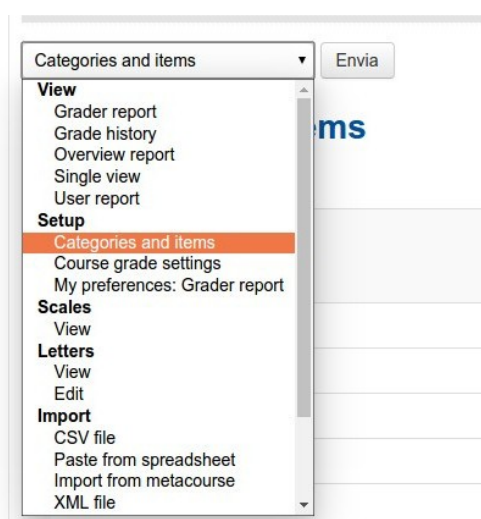 Categories and items
Envia
ms
View
Grader report
Grade history
Overview report
Single view
User report
Setup
Categories and items
Course grade settings
My preferences: Grader report
Scales
View
Letters
View
Edit
Import
CSV file
Paste from spreadsheet
Import from metacourse
XML file